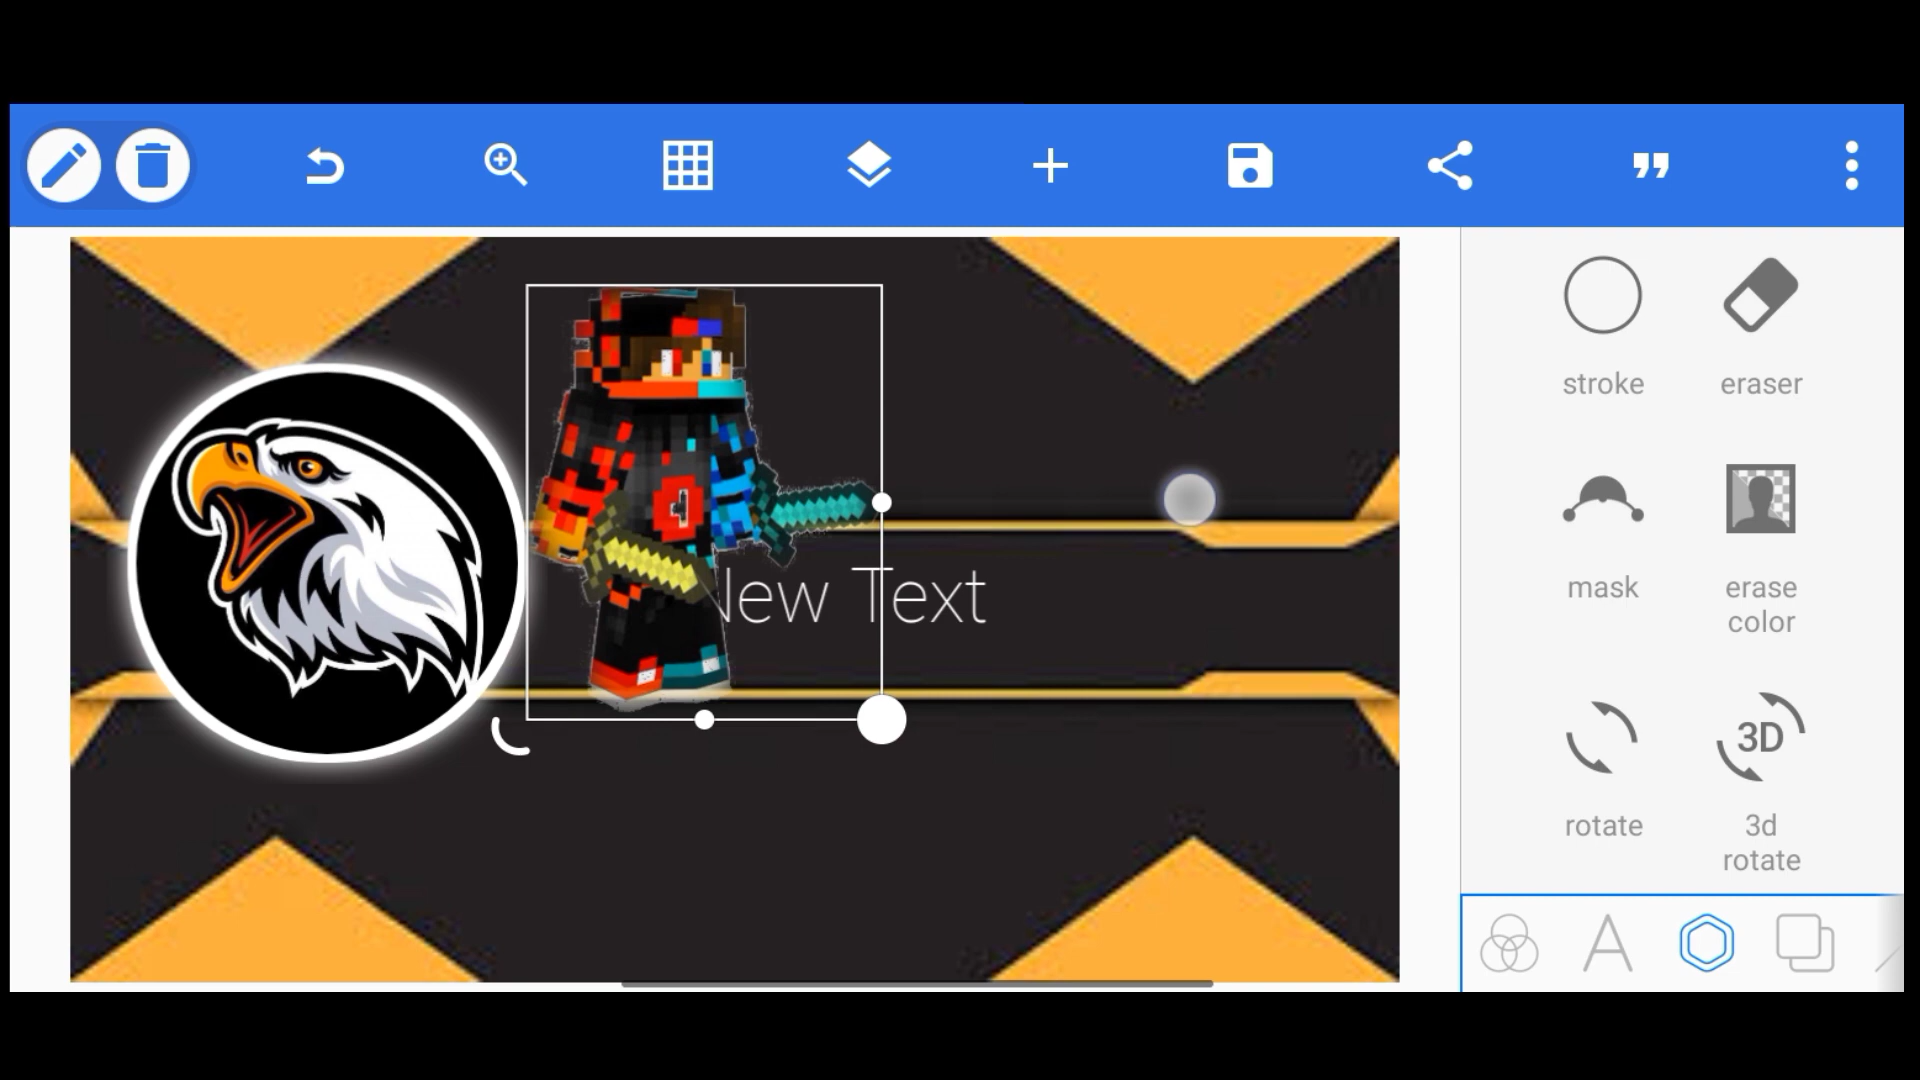 stroke
eraser
New Text
mask
erase
color
3D
rotate
3d
rotate